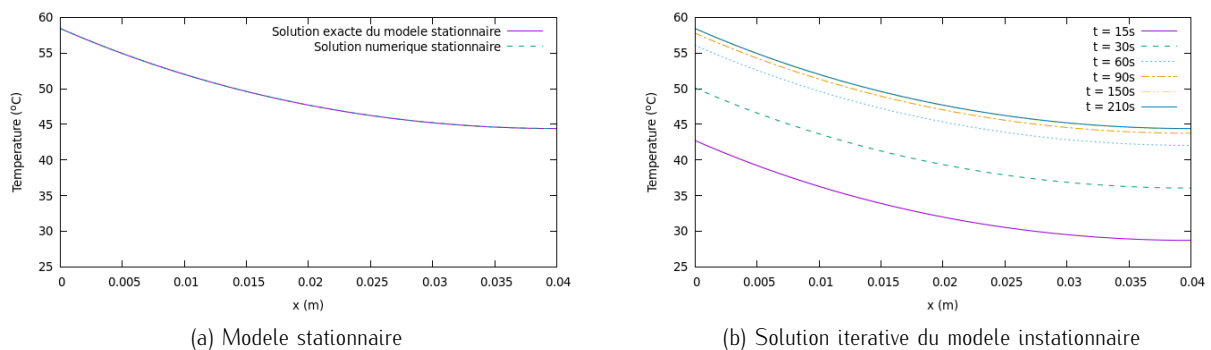 60
55
50
45
40
35
30
25
Temperature (°C)
Solution exacte du modele stationnaire
Solution numerique stationnaire
0 0.005 0.01 0.015 0.02 0.025 0.03 0.035 0.04
x (m)
(a) Modele stationnaire
60
55
50
45
40
35
30
25
Temperature (°C)
t = 15s
t = 30s
t = 60s
t = 90s
t = 150s
t = 210s
0 0.005 0.01 0.015 0.02 0.025 0.03 0.035 0.04
x (m)
(b) Solution iterative du modele instationnaire